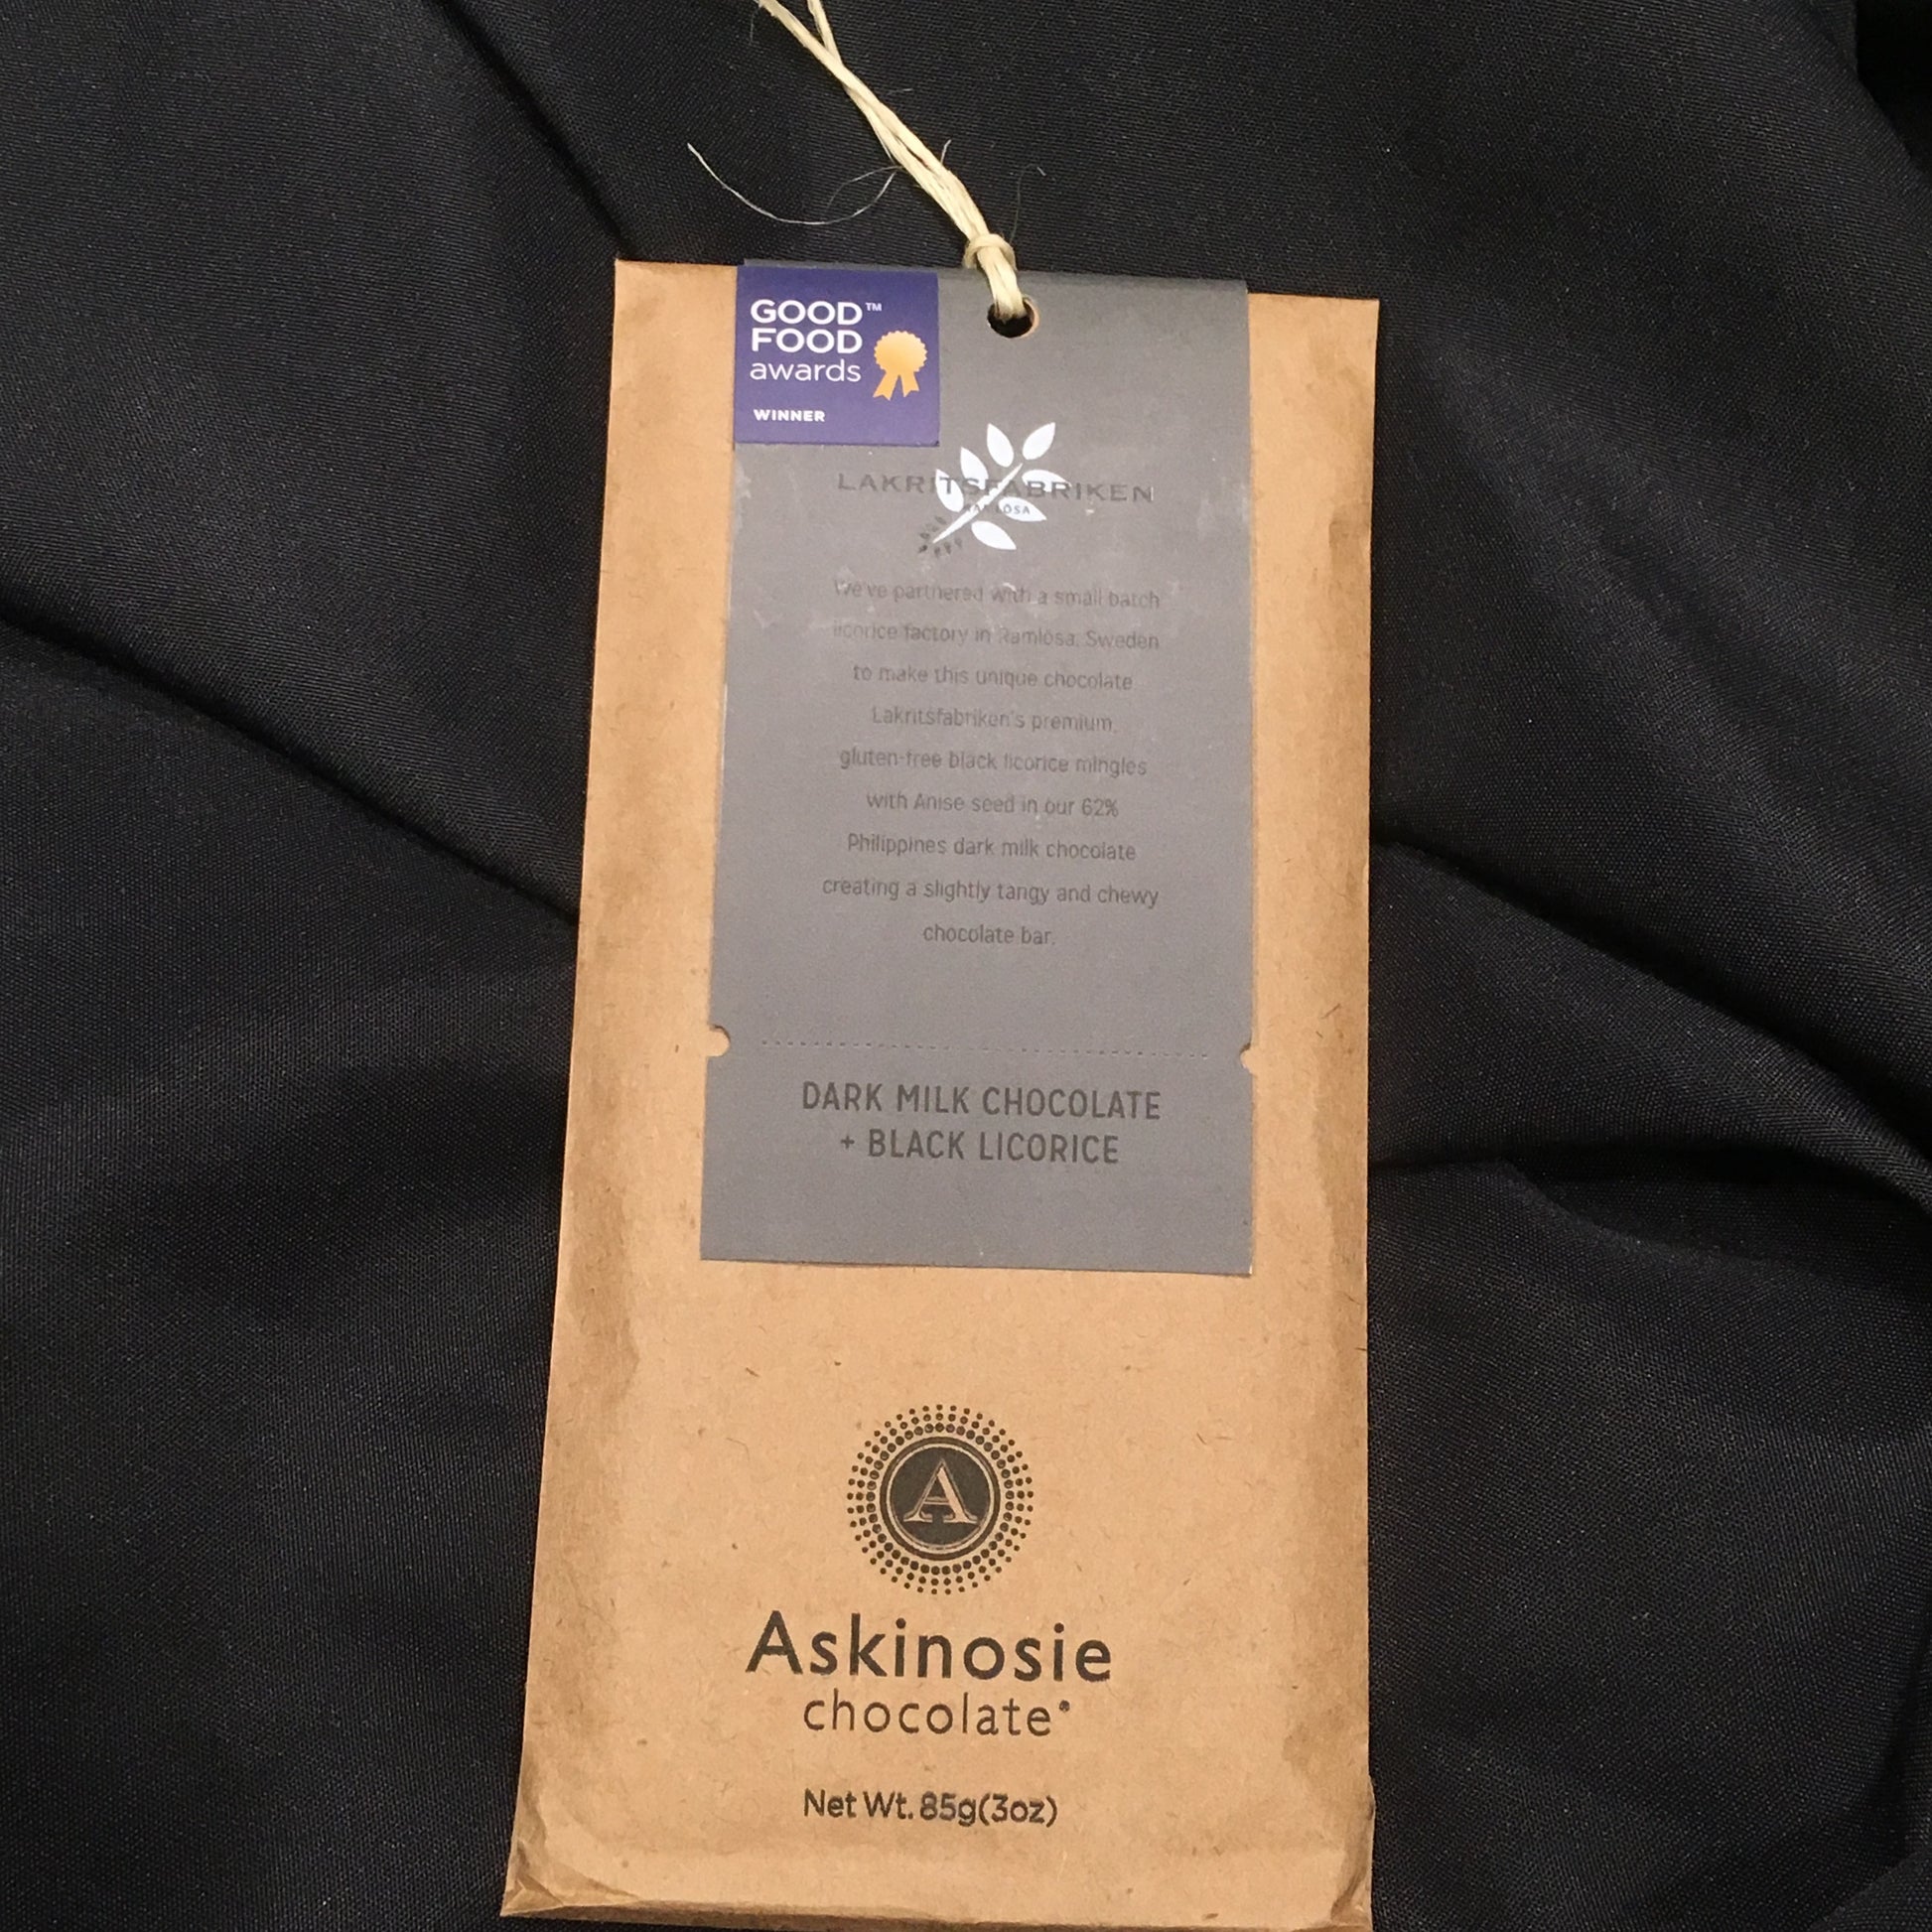 GOOD™
FOOD
awards
WINNER
LAKRITSFABRIKEN
RAMLÖSA
We've partnered with a small batch
licorice factory in Ramlösa, Sweden
to make this unique chocolate
Lakritsfabriken's premium,
gluten-free black licorice mingles
with Anise seed in our 62%
Philippines dark milk chocolate
creating a slightly tangy and chewy
chocolate bar.
DARK MILK CHOCOLATE
+ BLACK LICORICE
A
Askinosie
chocolate®
Net Wt. 85g(3oz)